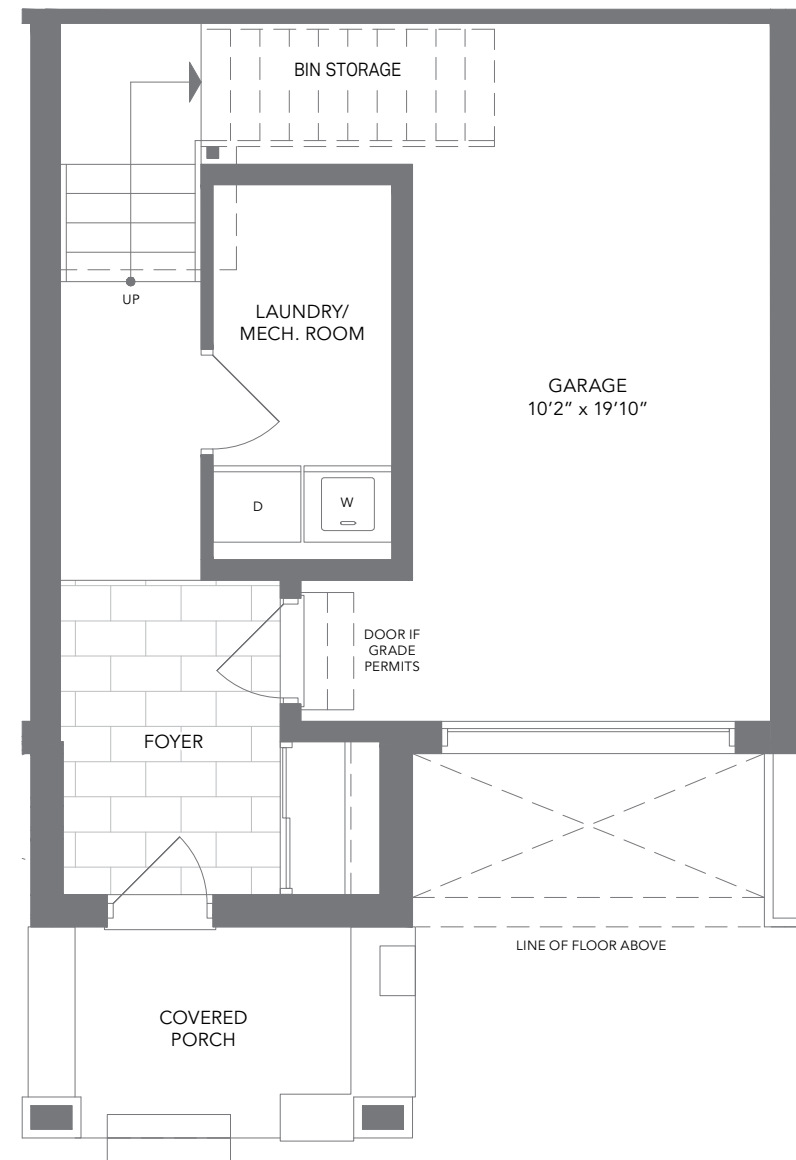 BIN STORAGE
UP
LAUNDRY/
MECH. ROOM
GARAGE
10’2” x 19’10”
D
W
DOOR IF
GRADE
PERMITS
FOYER
LINE OF FLOOR ABOVE
COVERED
PORCH